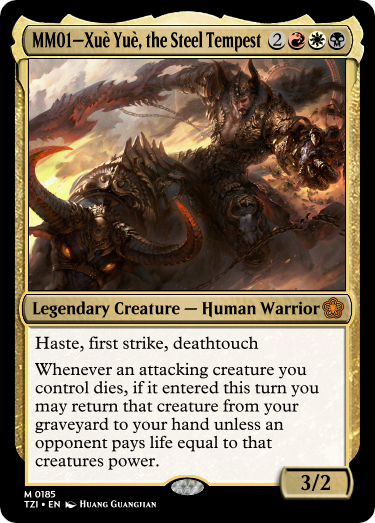 MM01–Xuè Yuè, the Steel Tempest 2
Legendary Creature — Human Warrior
Haste, first strike, deathtouch
Whenever an attacking creature you
control dies, if it entered this turn you
may return that creature from your
graveyard to your hand unless an
opponent pays life equal to that
creatures power.
3/2
M 0185
TZI • EN Huang Guangjian